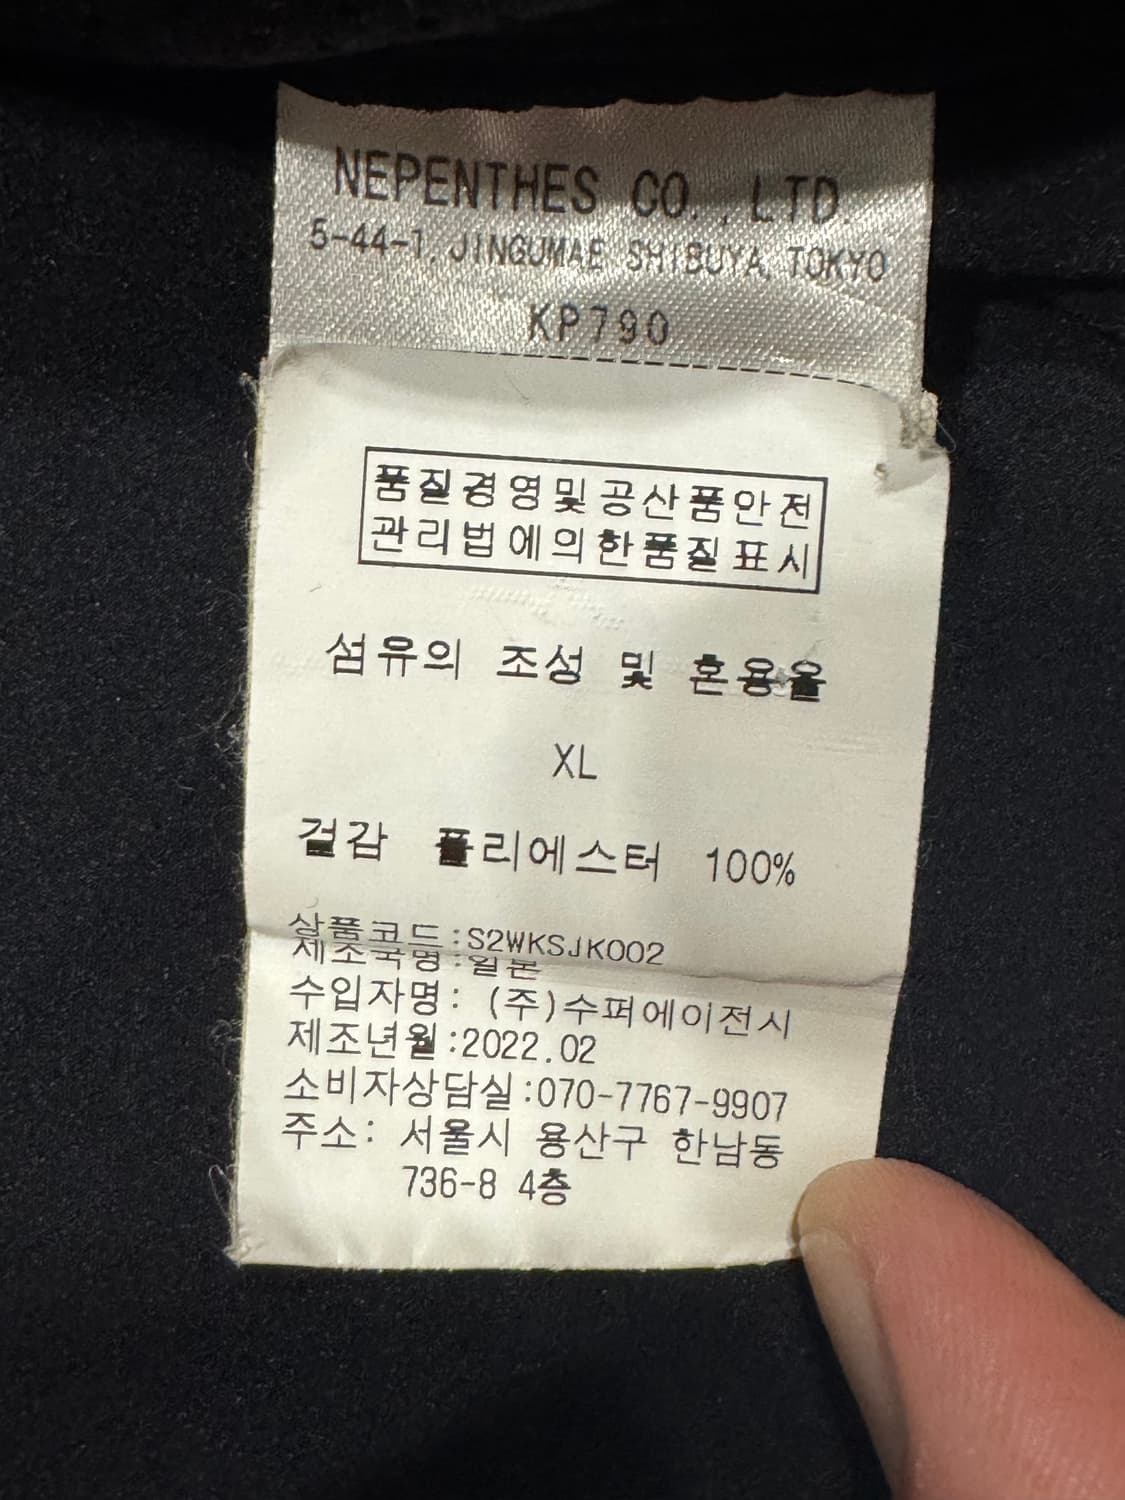 NEPENTHES CO., LTD.
5-44-1, JINGUMAE SHIBUYA TOKYO
KP790
품질경영및공산품안전
관리법에의한품질표시
섬유의 조성 및 혼용율
XL
겉감 폴리에스터 100%
상품코드:S2WKSJK002
제조국명:일본
수입자명: (주)수퍼에이전시
제조년월:2022.02
소비자상담실:070-7767-9907
주소: 서울시 용산구 한남동
736-8 4층